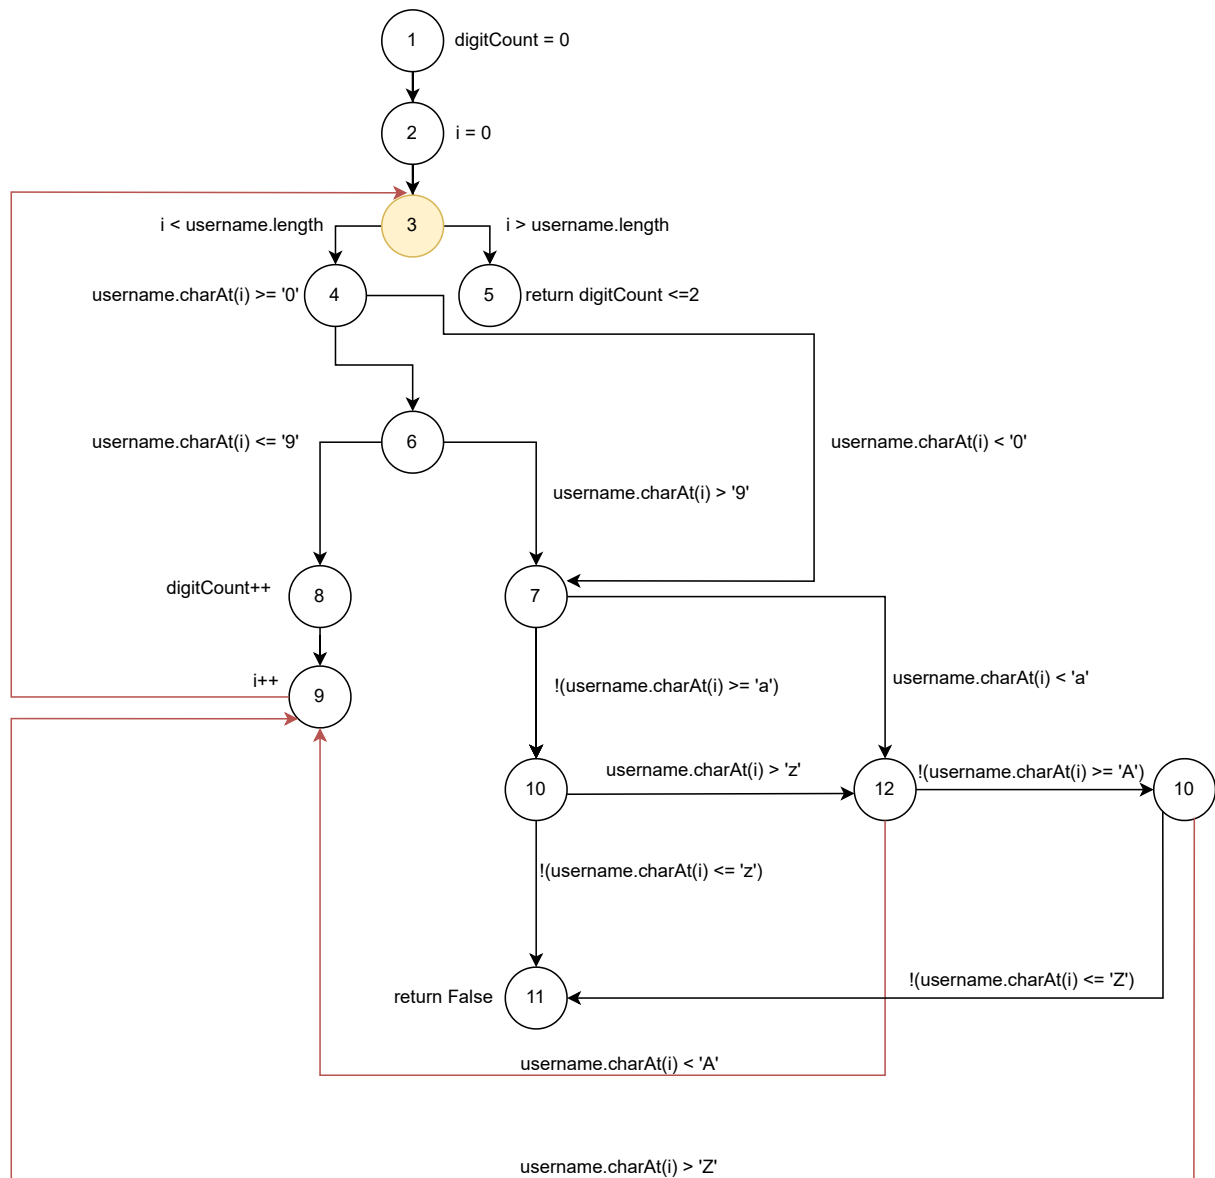 1
digitCount = 0
2
i = 0
i < username.length
3
i > username.length
username.charAt(i) >= '0'
4
5
return digitCount <=2
username.charAt(i) <= '9'
6
username.charAt(i) < '0'
username.charAt(i) > '9'
digitCount++
8
7
i++
9
!(username.charAt(i) >= 'a')
username.charAt(i) < 'a'
10
username.charAt(i) > 'z'
12
!(username.charAt(i) >= 'A')
10
!(username.charAt(i) <= 'z')
!(username.charAt(i) <= 'Z')
return False
11
username.charAt(i) < 'A'
username.charAt(i) > 'Z'